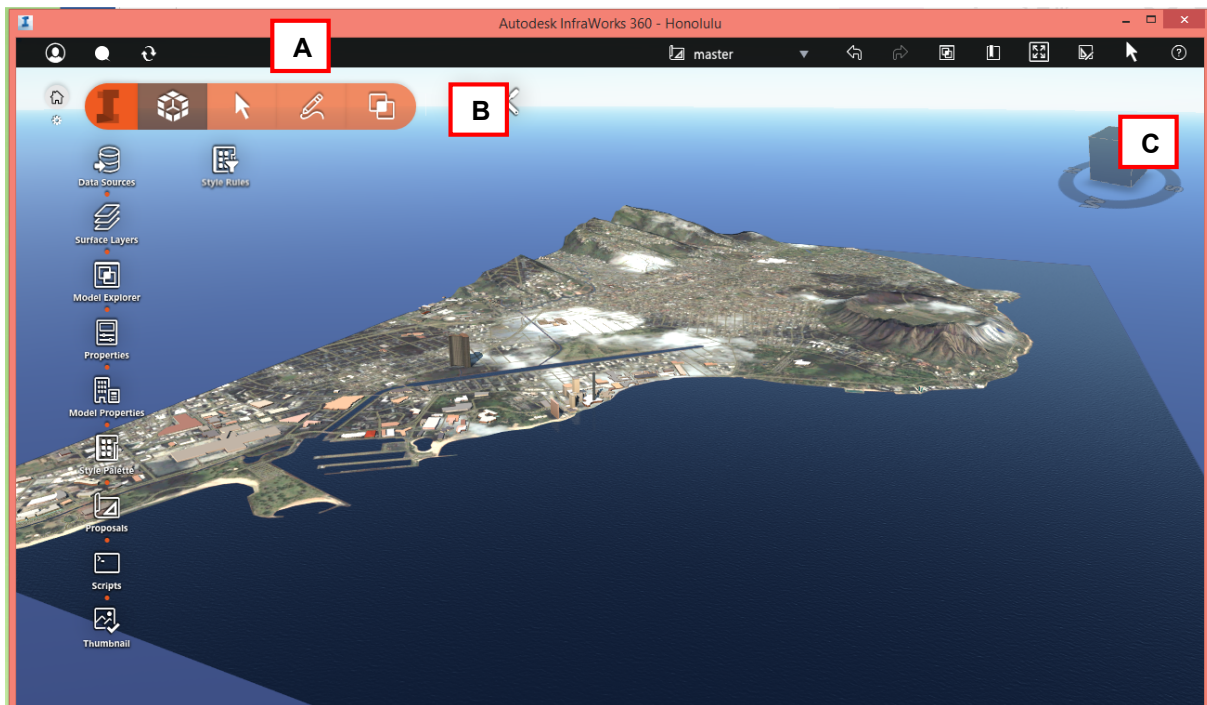 Autodesk InfraWorks 360 - Honolulu
A
master
B
C
Data Sources
Style Rules
Surface Layers
Model Explorer
Properties
Model Properties
Style Palette
Proposals
Scripts
Thumbnail